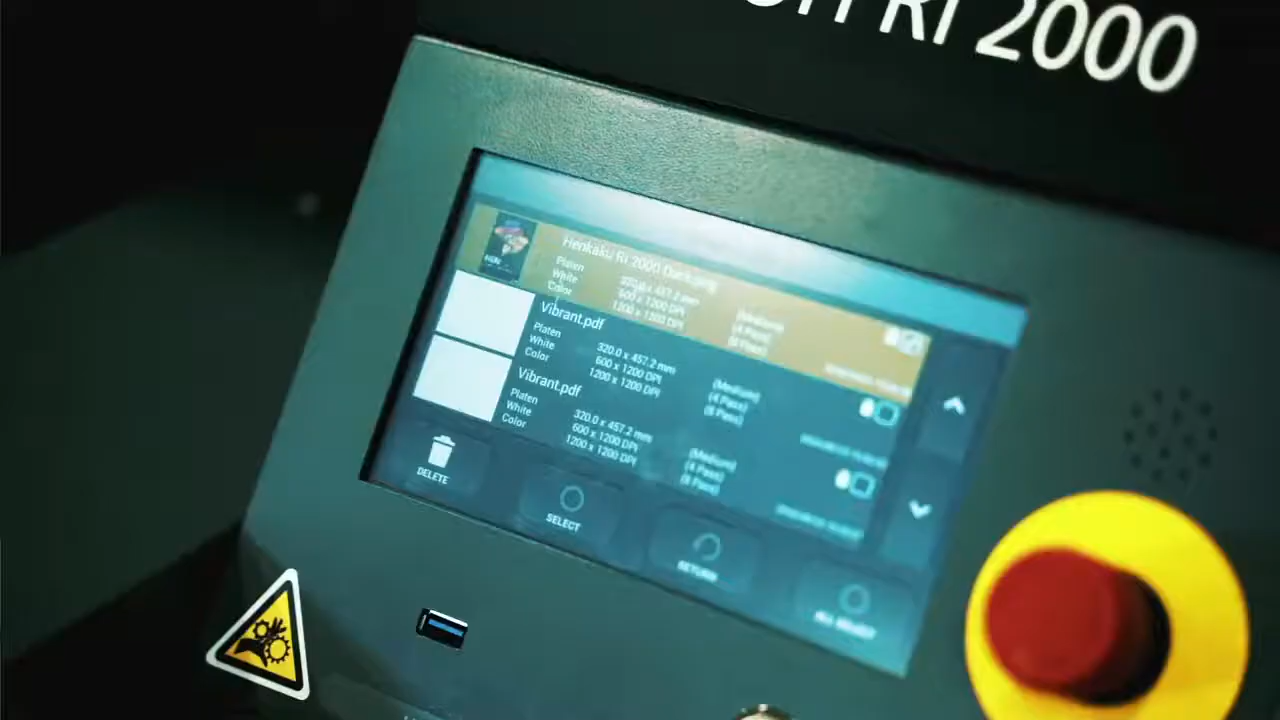 RI 2000
Henkaku Ri 2000
Platen 320.0 x 457.2 mm (Medium)
White 600 x 1200 DPI (4 Pass)
Color 1200 x 1200 DPI (8 Pass)
Vibrant.pdf
Platen 320.0 x 457.2 mm (Medium)
White 600 x 1200 DPI (4 Pass)
Color 1200 x 1200 DPI (8 Pass)
Vibrant.pdf
Platen 320.0 x 457.2 mm (Medium)
White 600 x 1200 DPI (4 Pass)
Color 1200 x 1200 DPI (8 Pass)
DELETE
SELECT
RETURN
ALL SELECT